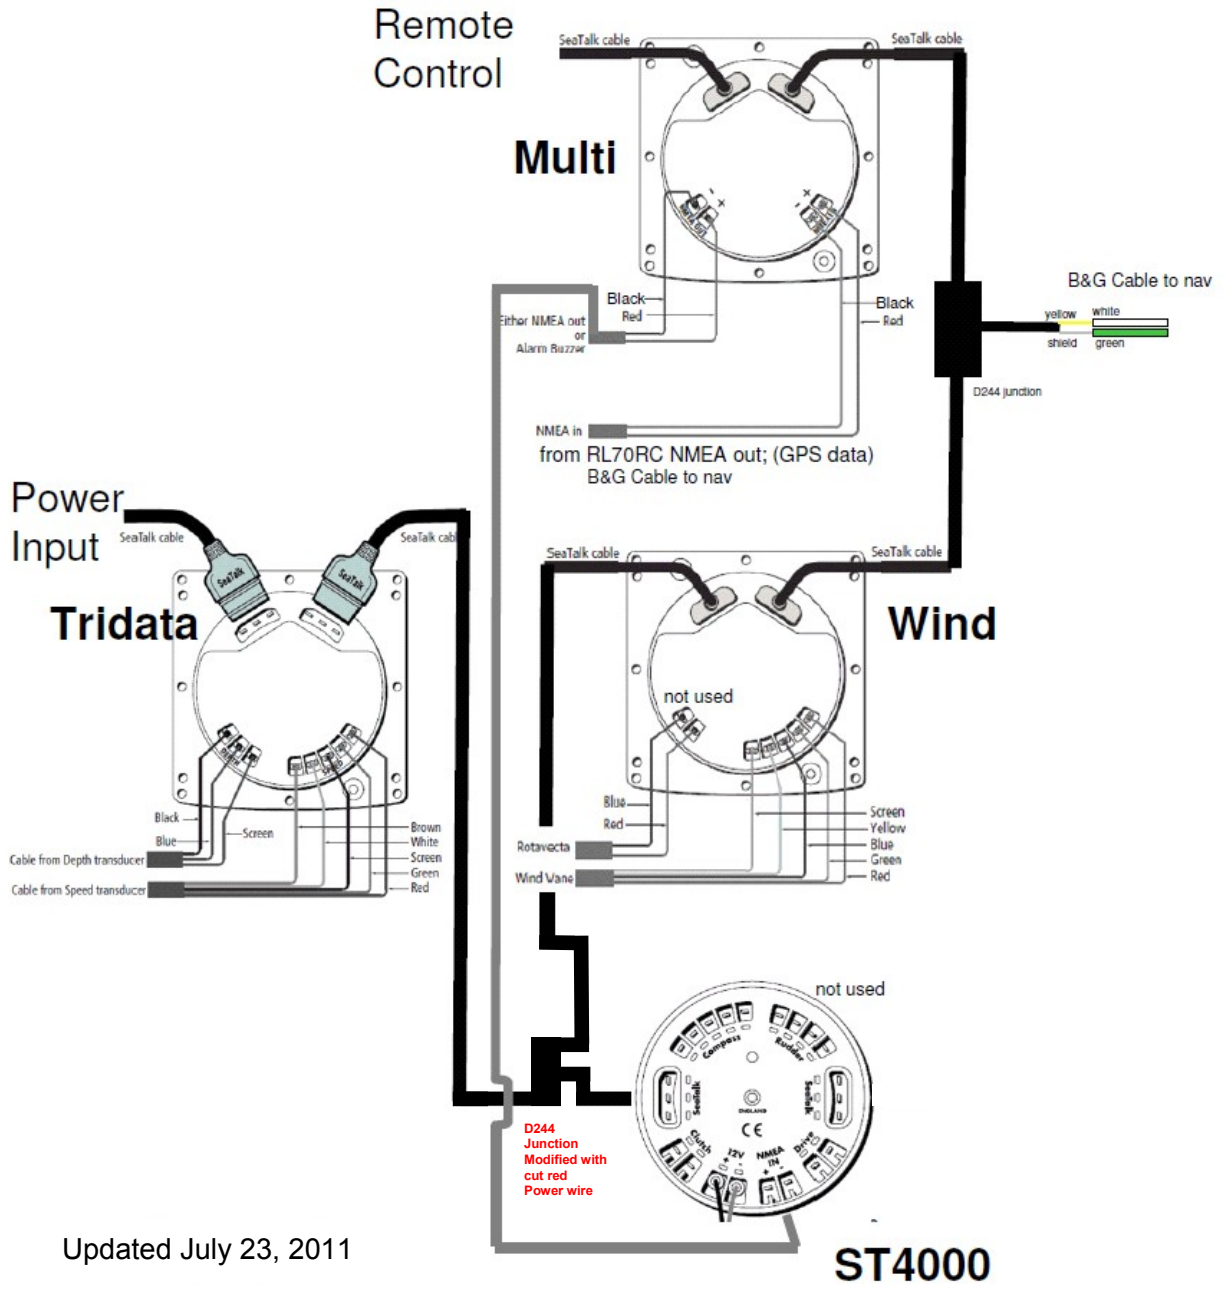 Remote
Control
SeaTalk cable
SeaTalk cable
Multi
-
+
+
-
Black
Red
Black
Red
Either NMEA out
or
Alarm Buzzer
NMEA in
from RL70RC NMEA out; (GPS data)
B&G Cable to nav
B&G Cable to nav
yellow
white
shield
green
D244 junction
Power
Input
SeaTalk cable
SeaTalk cabl
SeaTalk
SeaTalk
Tridata
SPEED
Black
Blue
Screen
Cable from Depth transducer
Cable from Speed transducer
Brown
White
Screen
Green
Red
SeaTalk cable
SeaTalk cable
Wind
not used
Blue
Red
Rotavecta
Wind Vane
Screen
Yellow
Blue
Green
Red
not used
Compass
Rudder
SeaTalk
SeaTalk
ENGLAND
CE
Clutch
12V
+
-
NMEA
IN
+
-
Drive
D244
Junction
Modified with
cut red
Power wire
Updated July 23, 2011
ST4000